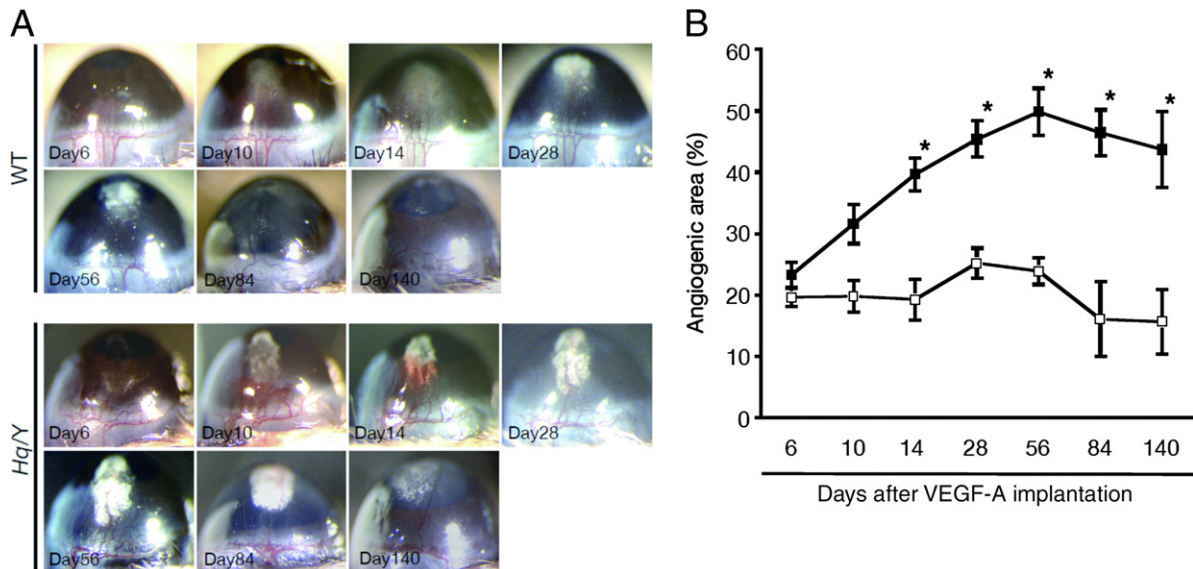 A
WT
Day6
Day10
Day14
Day28
Day56
Day84
Day140
Hq/Y
Day6
Day10
Day14
Day28
Day56
Day84
Day140
B
Angiogenic area (%)
60
50
40
30
20
10
0
* * * * *
6 10 14 28 56 84 140
Days after VEGF-A implantation